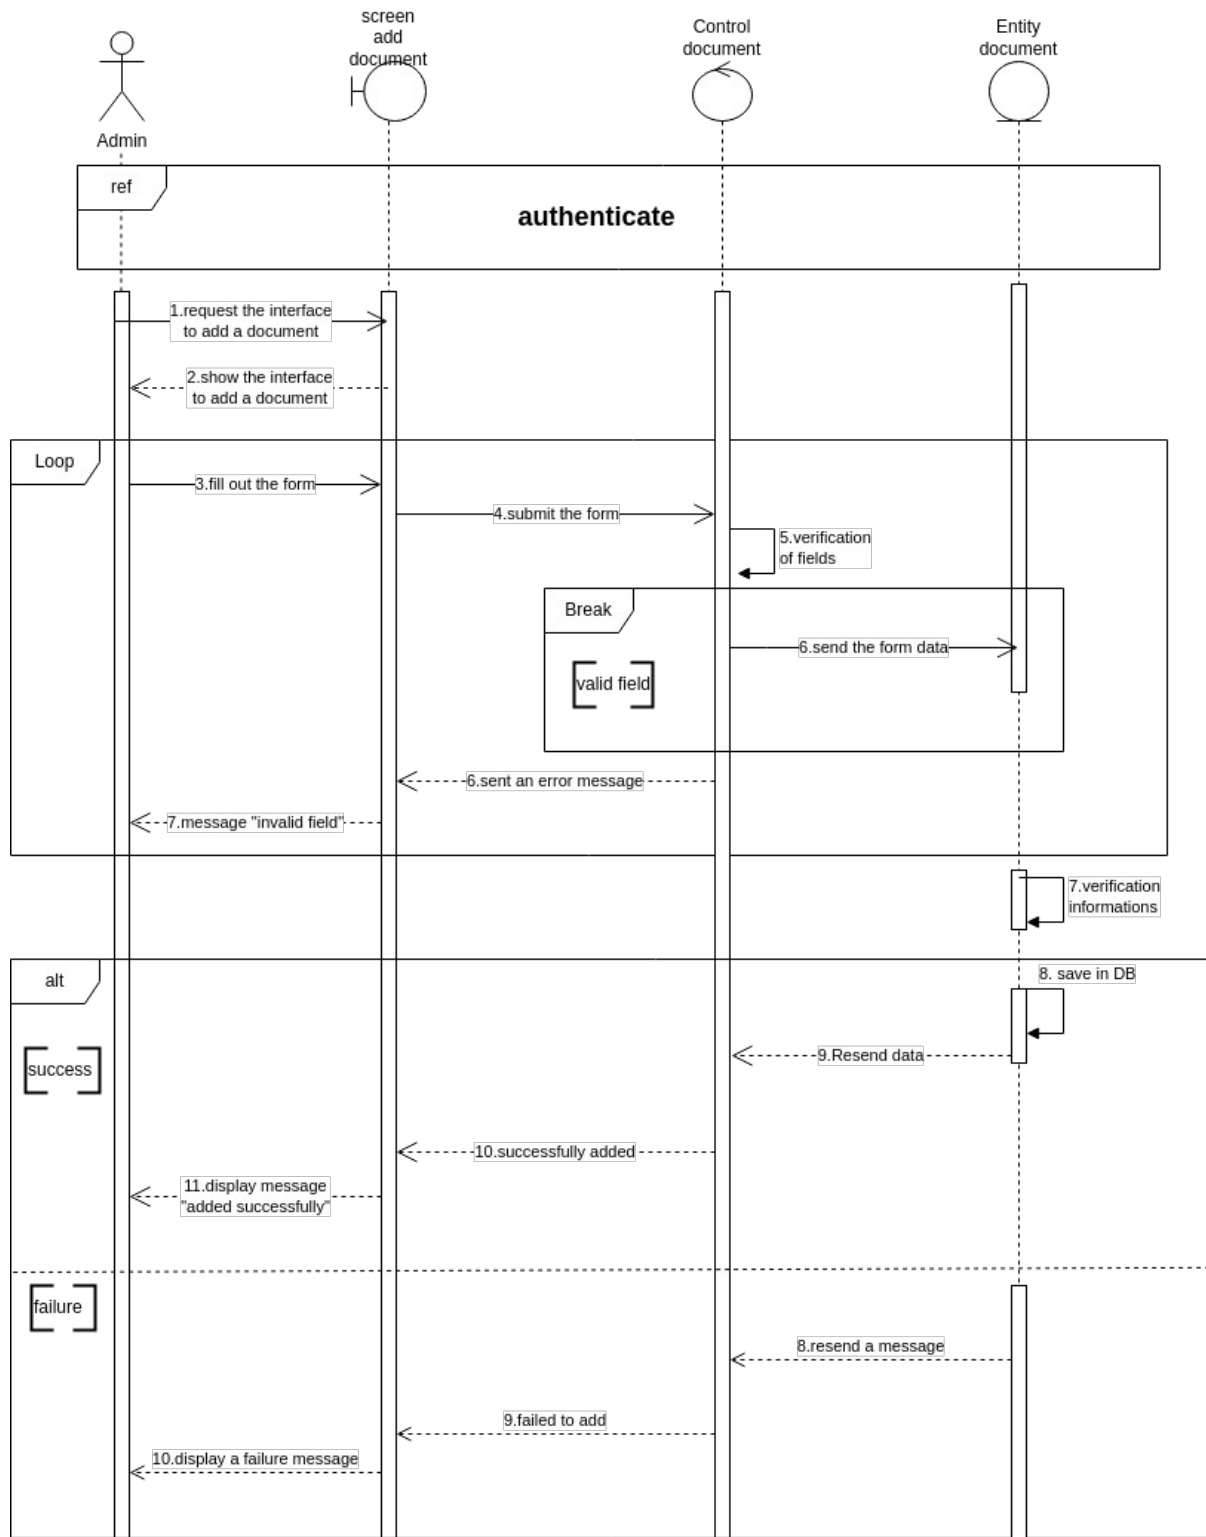 screen
add
document
Control
document
Entity
document
Admin
ref
authenticate
1.request the interface
to add a document
2.show the interface
to add a document
Loop
3.fill out the form
4.submit the form
5.verification
of fields
Break
6.send the form data
valid field
6.sent an error message
7.message "invalid field"
7.verification
informations
alt
8. save in DB
success
9.Resend data
10.successfully added
11.display message
"added successfully"
failure
8.resend a message
9.failed to add
10.display a failure message